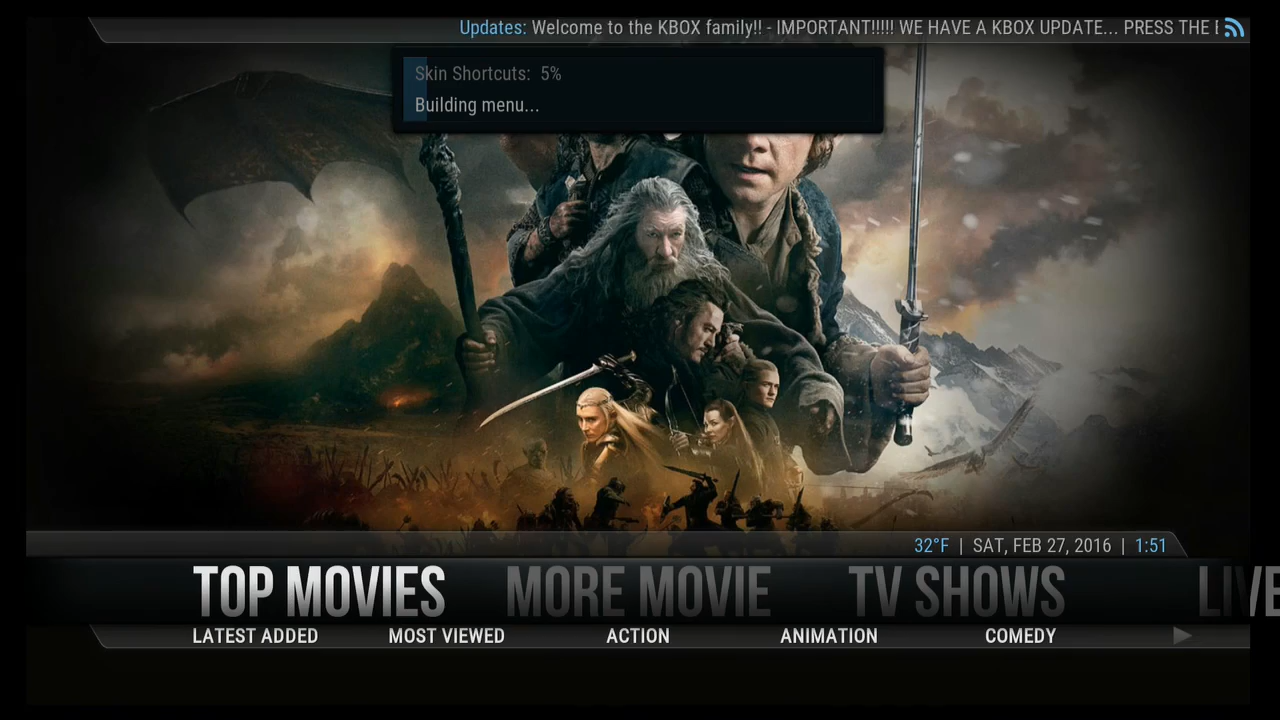 Updates: Welcome to the KBOX family!! - IMPORTANT!!!!! WE HAVE A KBOX UPDATE... PRESS THE
Skin Shortcuts: 5%
Building menu...
32°F | SAT, FEB 27, 2016 | 1:51
TOP MOVIES MORE MOVIE TV SHOWS LIVE
LATEST ADDED MOST VIEWED ACTION ANIMATION COMEDY